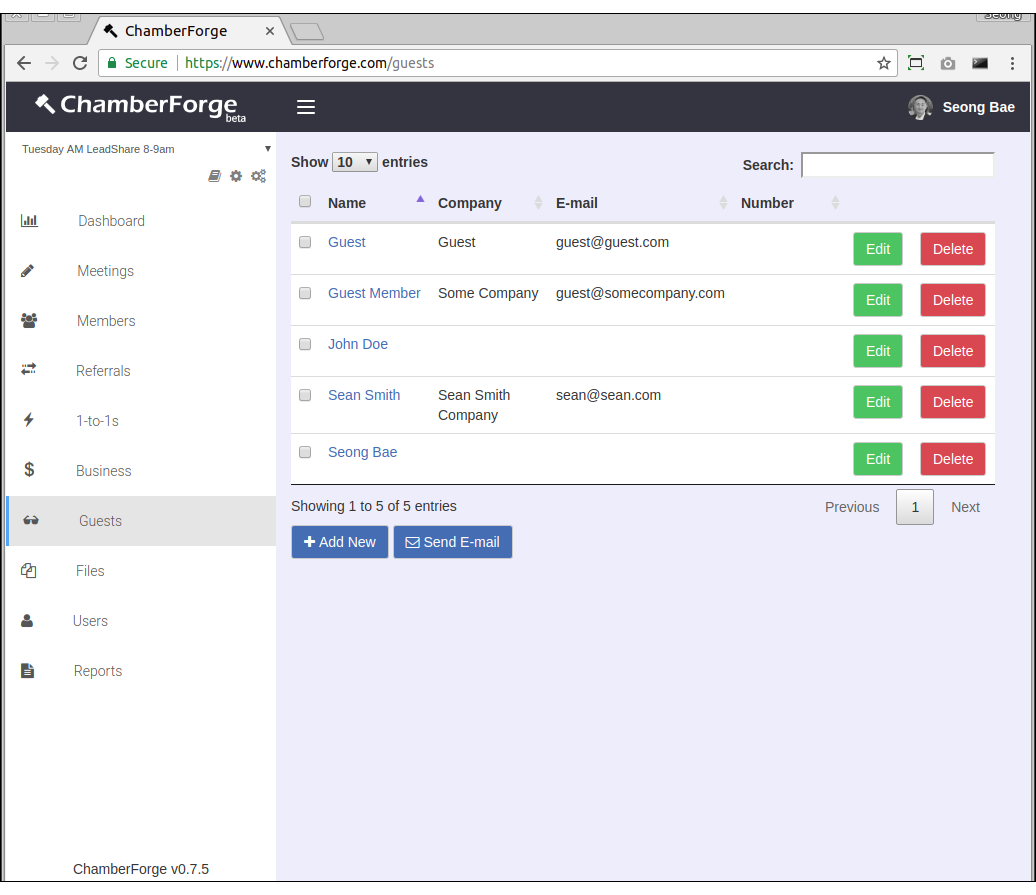 Seong
ChamberForge
Secure https://www.chamberforge.com/guests
ChamberForge beta
Seong Bae
Tuesday AM LeadShare 8-9am
Dashboard
Meetings
Members
Referrals
1-to-1s
Business
Guests
Files
Users
Reports
ChamberForge v0.7.5
Show 10 entries
Search:
Name Company E-mail Number
Guest Guest guest@guest.com Edit Delete
Guest Member Some Company guest@somecompany.com Edit Delete
John Doe Edit Delete
Sean Smith Sean Smith sean@sean.com Edit Delete
Company
Seong Bae Edit Delete
Showing 1 to 5 of 5 entries
Previous 1 Next
Add New Send E-mail